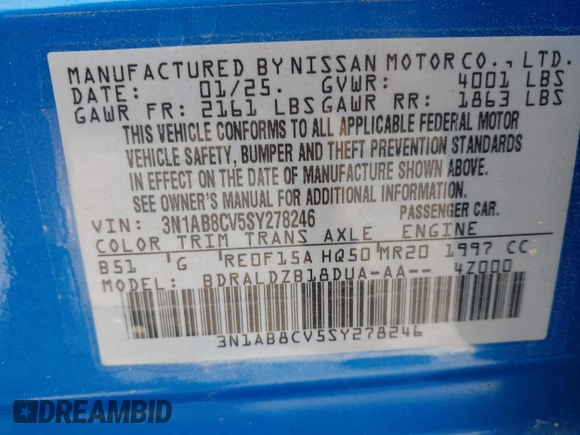 MANUFACTURED BY NISSAN MOTOR CO., LTD.
DATE: 01/25. GVWR: 4001 LBS
GAWR FR: 2161 LBS GAWR RR: 1863 LBS
THIS VEHICLE CONFORMS TO ALL APPLICABLE FEDERAL MOTOR
VEHICLE SAFETY, BUMPER AND THEFT PREVENTION STANDARDS
IN EFFECT ON THE DATE OF MANUFACTURE SHOWN ABOVE.
SEE OWNER'S MANUAL FOR ADDITIONAL INFORMATION.
VIN: 3N1AB8CV5SY278246 PASSENGER CAR.
COLOR TRIM TRANS AXLE ENGINE
B51 G RE0F15A HQ50 MR20 1997 CC
MODEL: BDRALDZB18DUA-AA-- 4Z000
3N1AB8CV5SY278246
DREAMBID